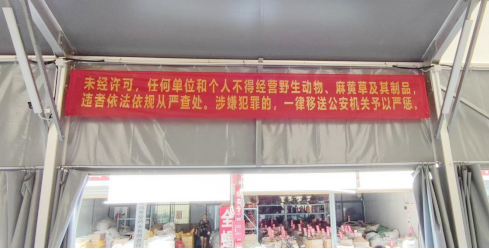 未经许可，任何单位和个人不得经营野生动物、麻黄草及其制品，
违者依法依规从严查处。涉嫌犯罪的，一律移送公安机关予以严惩。
全